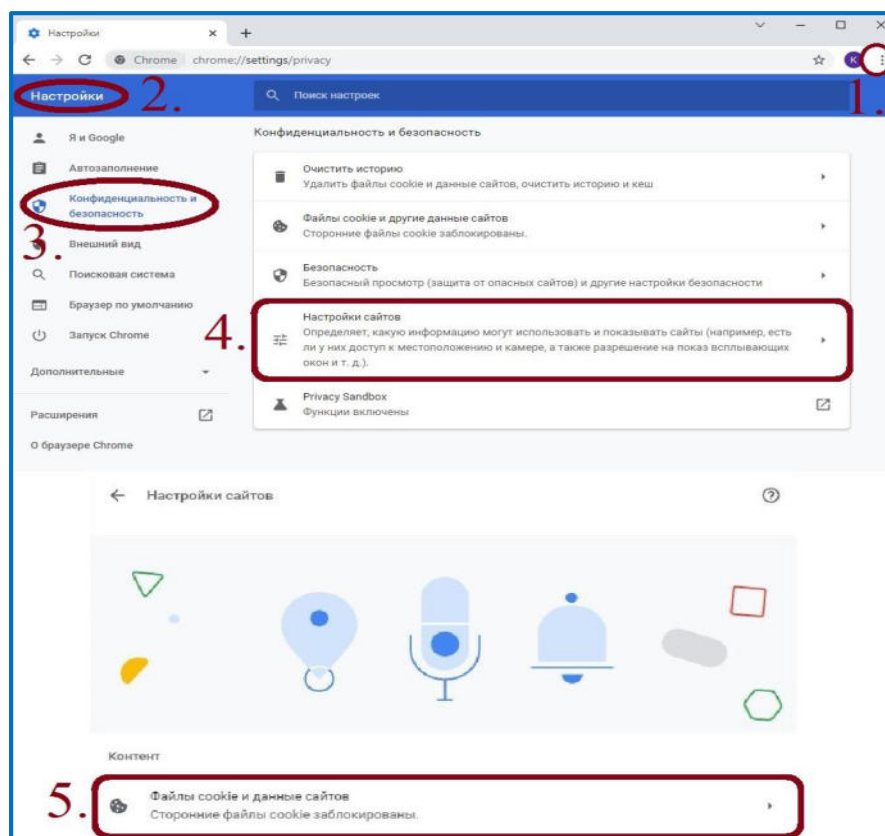 Настройки
Chrome chrome://settings/privacy
K
1.
Настройки
2.
Поиск настроек
Я и Google
Автозаполнение
Конфиденциальность и
безопасность
3.
Внешний вид
Поисковая система
Браузер по умолчанию
Запуск Chrome
Дополнительные
Расширения
О браузере Chrome
Конфиденциальность и безопасность
Очистить историю
Удалить файлы cookie и данные сайтов, очистить историю и кеш
Файлы cookie и другие данные сайтов
Сторонние файлы cookie заблокированы.
Безопасность
Безопасный просмотр (защита от опасных сайтов) и другие настройки безопасности
4.
Настройки сайтов
Определяет, какую информацию могут использовать и показывать сайты (например, есть
ли у них доступ к местоположению и камере, а также разрешение на показ всплывающих
окон и т. д.).
Privacy Sandbox
Функции включены
Настройки сайтов
Контент
5.
Файлы cookie и данные сайтов
Сторонние файлы cookie заблокированы.